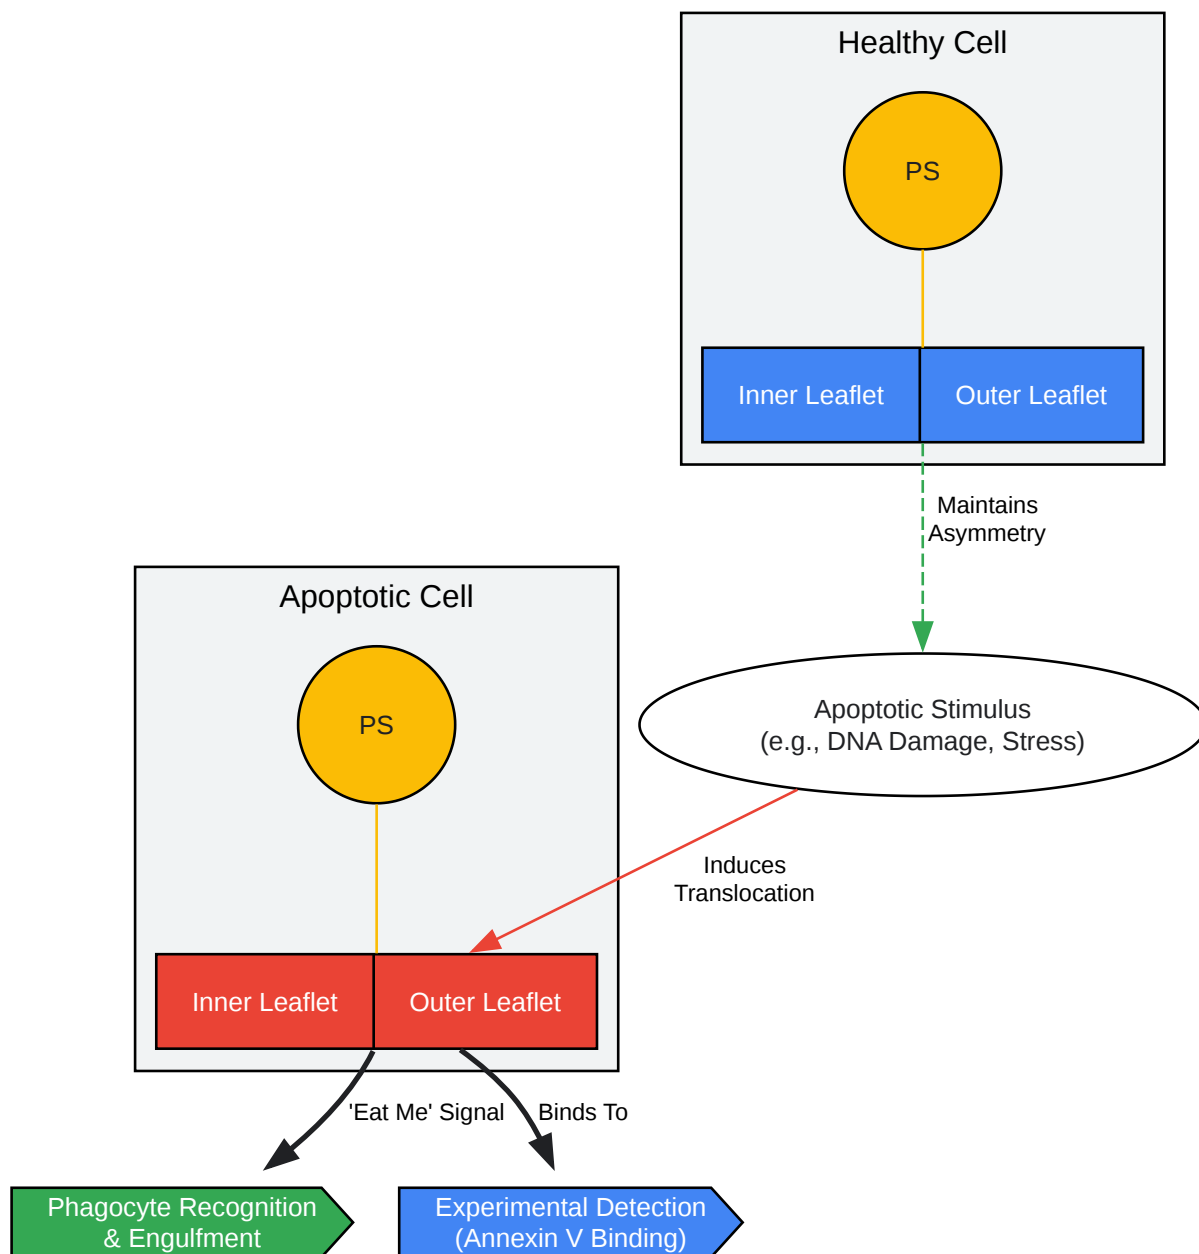 Healthy Cell
PS
Inner Leaflet
Outer Leaflet
Maintains
Asymmetry
Apoptotic Cell
PS
Apoptotic Stimulus
(e.g., DNA Damage, Stress)
Induces
Translocation
Inner Leaflet
Outer Leaflet
'Eat Me' Signal
Binds To
Phagocyte Recognition
& Engulfment
Experimental Detection
(Annexin V Binding)